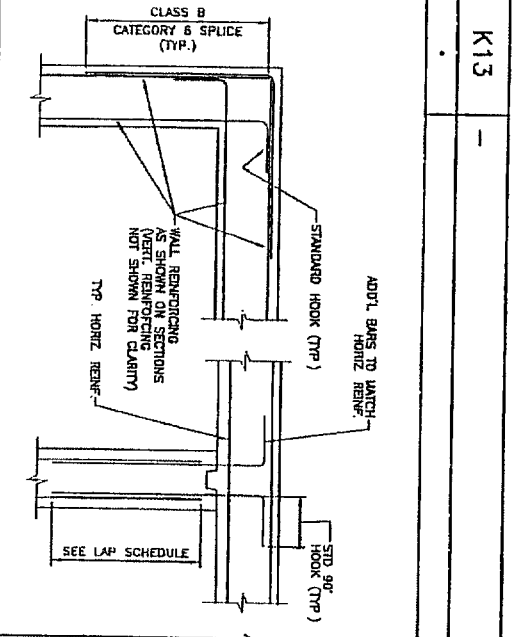 CLASS B
CATEGORY 6 SPLICE
(TYP.)
K13 -
STANDARD HOOK (TYP)
ADD'L BARS TO MATCH
HORIZ REINF.
WALL REINFORCING
AS SHOWN ON SECTIONS
(VERT. REINFORCING
NOT SHOWN FOR CLARITY)
TYP. HORIZ REINF.
STD 90°
HOOK (TYP)
SEE LAP SCHEDULE